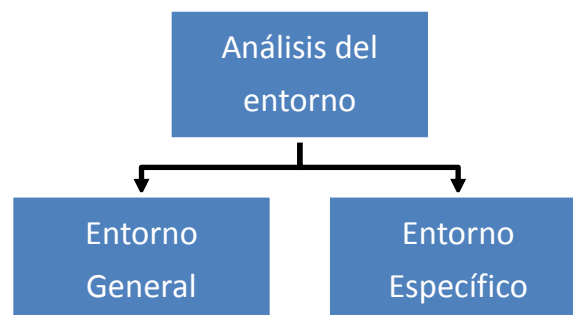 Análisis del
entorno
Entorno
General
Entorno
Específico